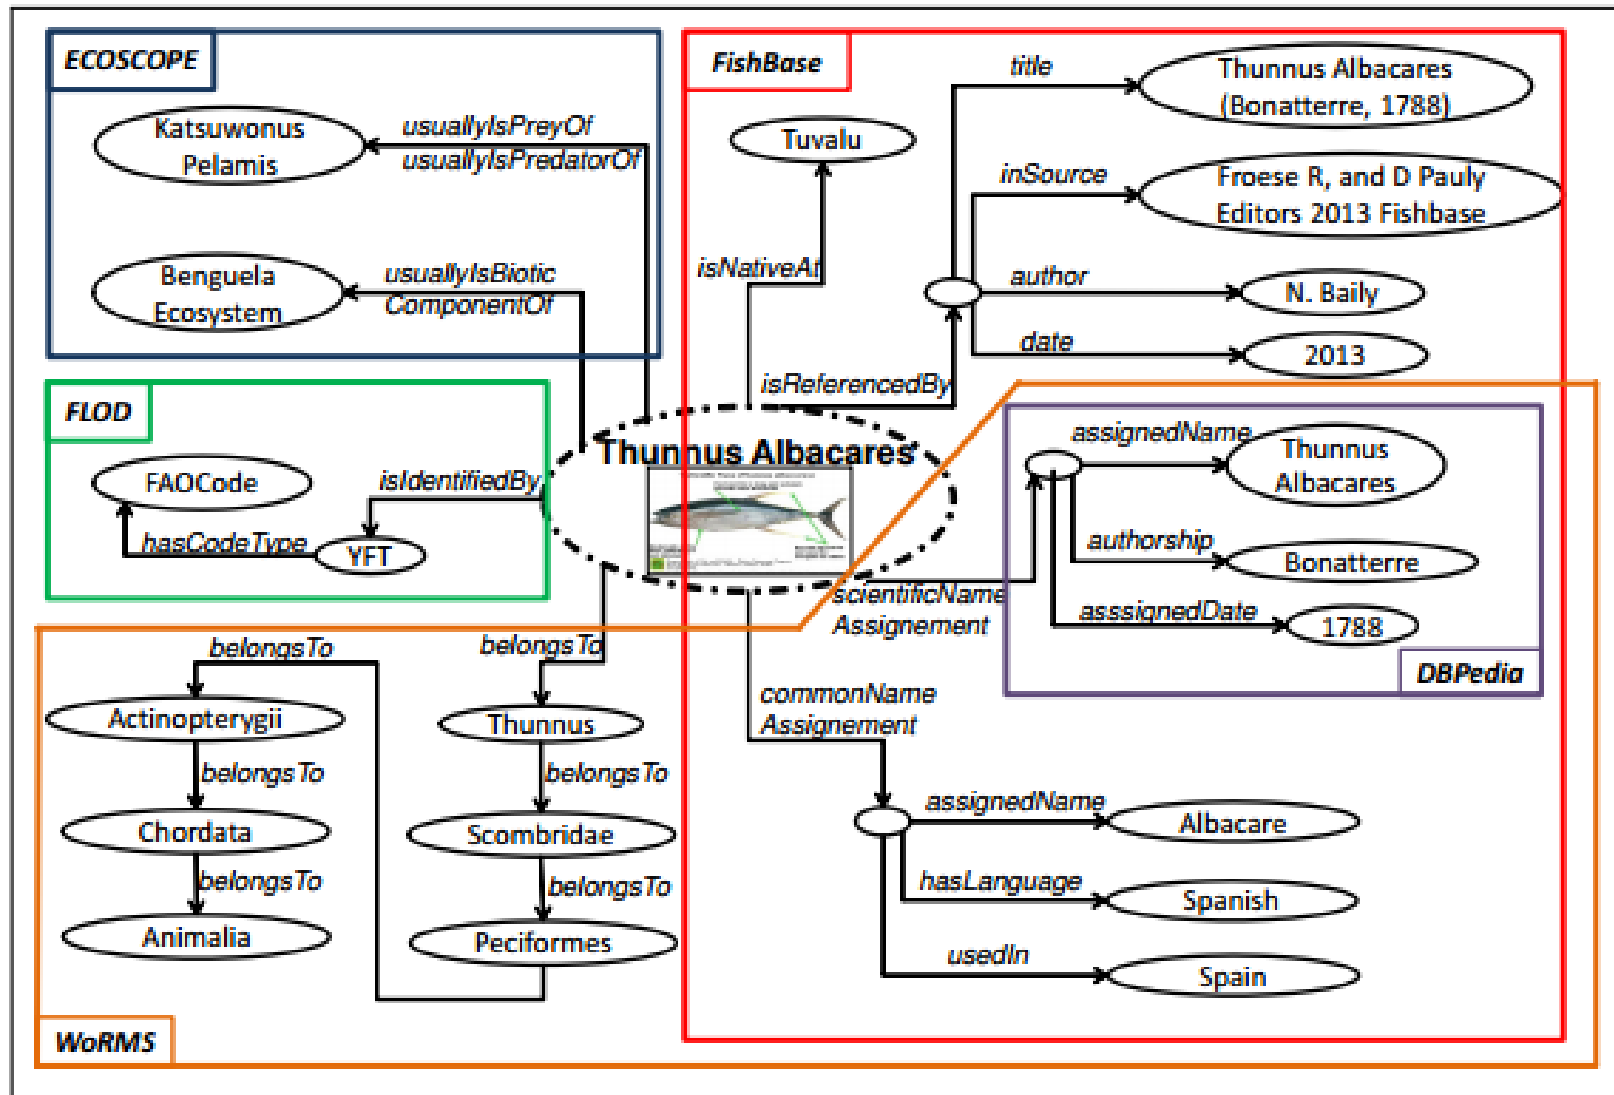 ECOSCOPE
Katsuwonus
Pelamis
usuallyIsPreyOf
usuallyIsPredatorOf
Benguela
Ecosystem
usuallyIsBiotic
ComponentOf
FLOD
FAOCode
isIdentifiedBy
hasCodeType
YFT
Thunnus Albacares
FishBase
Tuvalu
isNativeAt
isReferencedBy
title
Thunnus Albacares
(Bonatterre, 1788)
inSource
Froese R, and D Pauly
Editors 2013 Fishbase
author
N. Baily
date
2013
assignedName
Thunnus
Albacares
authorship
Bonatterre
asssignedDate
1788
DBPedia
scientificName
Assignement
commonName
Assignement
assignedName
Albacare
hasLanguage
Spanish
usedIn
Spain
belongsTo
belongsTo
Actinopterygii
Thunnus
belongsTo
belongsTo
Chordata
Scombridae
belongsTo
belongsTo
Animalia
Peciformes
WoRMS